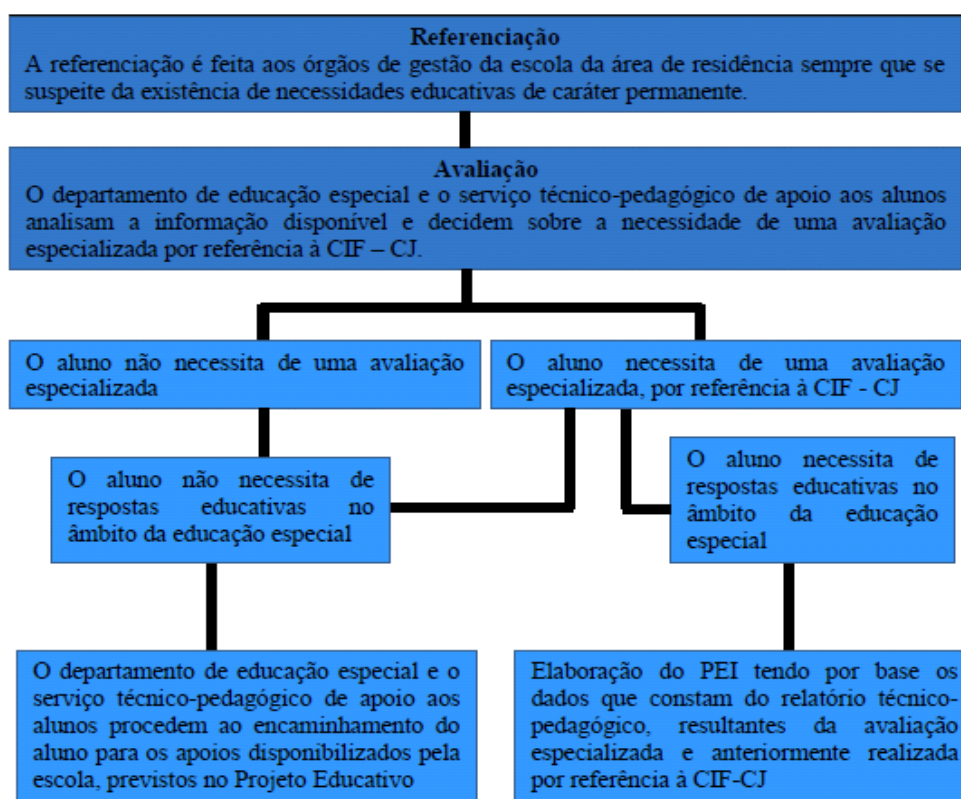 Referenciação
A referenciação é feita aos órgãos de gestão da escola da área de residência sempre que se
suspeite da existência de necessidades educativas de caráter permanente.
Avaliação
O departamento de educação especial e o serviço técnico-pedagógico de apoio aos alunos
analisam a informação disponível e decidem sobre a necessidade de uma avaliação
especializada por referência à CIF – CJ.
O aluno não necessita de uma avaliação
especializada
O aluno necessita de uma avaliação
especializada, por referência à CIF - CJ
O aluno não necessita de
respostas educativas no
âmbito da educação especial
O aluno necessita de
respostas educativas no
âmbito da educação
especial
O departamento de educação especial e o
serviço técnico-pedagógico de apoio aos
alunos procedem ao encaminhamento do
aluno para os apoios disponibilizados pela
escola, previstos no Projeto Educativo
Elaboração do PEI tendo por base os
dados que constam do relatório técnico-
pedagógico, resultantes da avaliação
especializada e anteriormente realizada
por referência à CIF-CJ